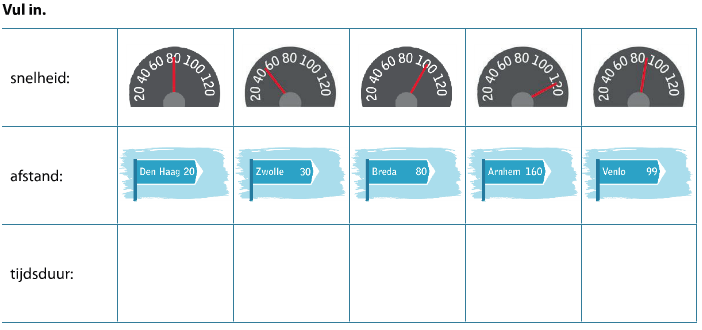 Vul in.
snelheid:
20 40 60 80 100 120
20 40 60 80 100 120
20 40 60 80 100 120
20 40 60 80 100 120
20 40 60 80 100 120
afstand:
Den Haag 20
Zwolle 30
Breda 80
Arnhem 160
Venlo 99
tijdsduur: